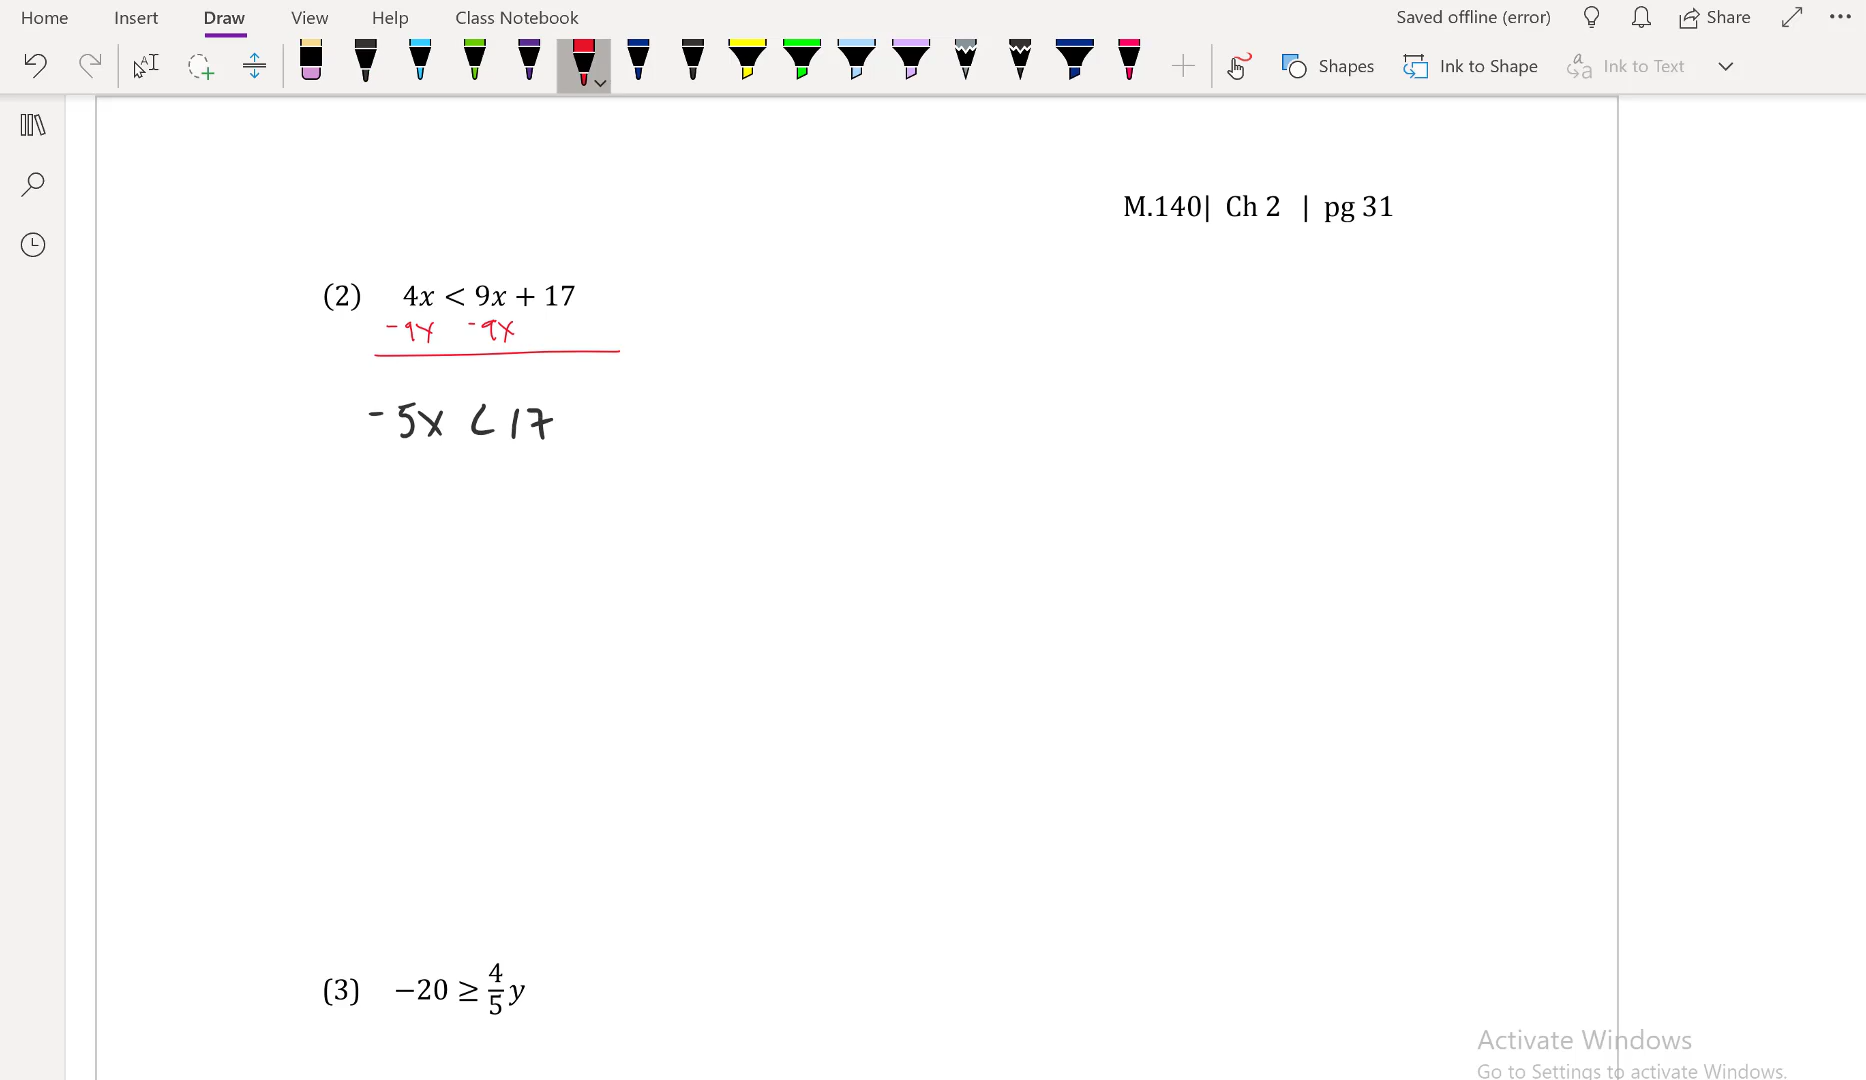 Home Insert Draw View Help Class Notebook Saved offline (error) Share
Shapes Ink to Shape Ink to Text
M.140| Ch 2 | pg 31
(2) 4x < 9x + 17
-9x -9x
-5x < 17
(3) −20 ≥ 4/5 y
Activate Windows
Go to Settings to activate Windows.